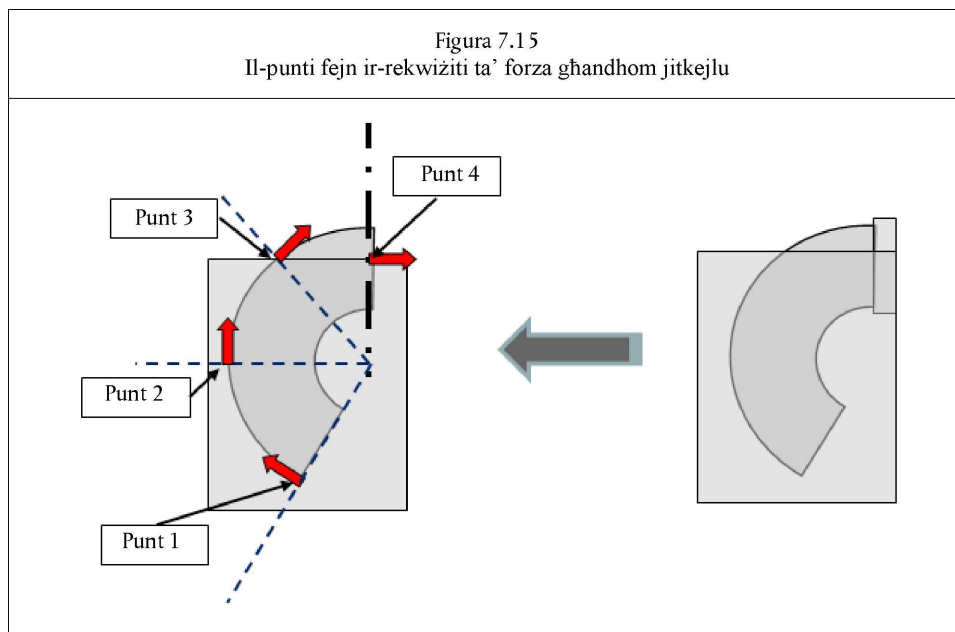 Figura 7.15
Il-punti fejn ir-rekwiżiti ta’ forza għandhom jitkejlu
Punt 4
Punt 3
Punt 2
Punt 1